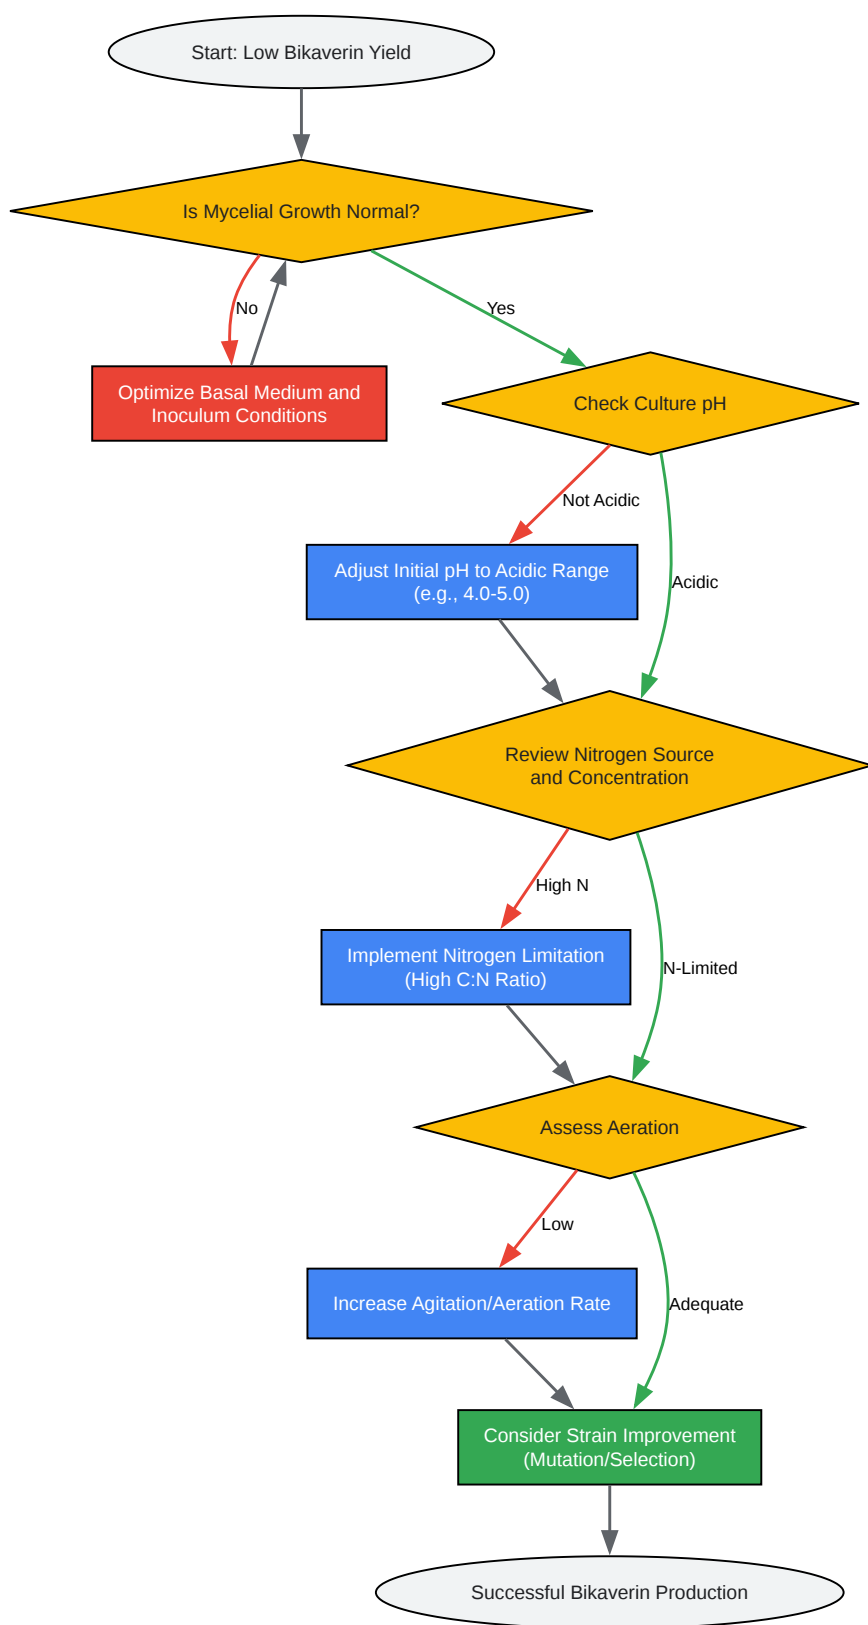 Start: Low Bikaverin Yield
Is Mycelial Growth Normal?
No
Yes
Optimize Basal Medium and
Inoculum Conditions
Check Culture pH
Not Acidic
Adjust Initial pH to Acidic Range
(e.g., 4.0-5.0)
Acidic
Review Nitrogen Source
and Concentration
High N
Implement Nitrogen Limitation
(High C:N Ratio)
N-Limited
Assess Aeration
Low
Increase Agitation/Aeration Rate
Adequate
Consider Strain Improvement
(Mutation/Selection)
Successful Bikaverin Production